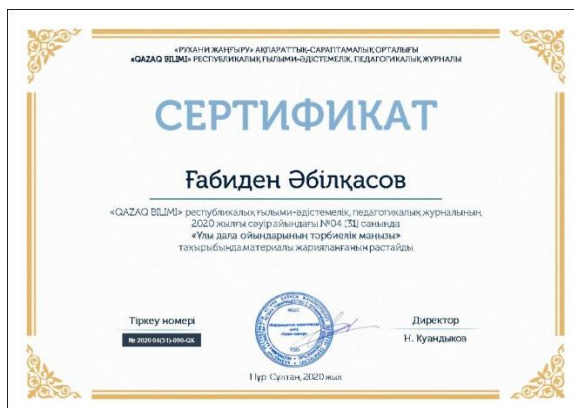 «РУХАНИ ЖАҢҒЫРУ» АҚПАРАТТЫҚ-САРАПТАМАЛЫҚ ОРТАЛЫҒЫ
«QAZAQ BILIMI» РЕСПУБЛИКАЛЫҚ ҒЫЛЫМИ-ӘДІСТЕМЕЛІК, ПЕДАГОГИКАЛЫҚ ЖУРНАЛЫ
СЕРТИФИКАТ
Ғабиден Әбілқасов
«QAZAQ BILIMI» республикалық ғылыми-әдістемелік, педагогикалық журналының
2020 жылғы сәуір айындағы №04 (31) санында
«Ұлы дала ойындарының тәрбиелік маңызы»
тақырыбында материалы жарияланғанын растайды
Тіркеу номері
№ 202004(31)-090-QK
Директор
Н. Куандыков
Нұр-Сұлтан, 2020 жыл